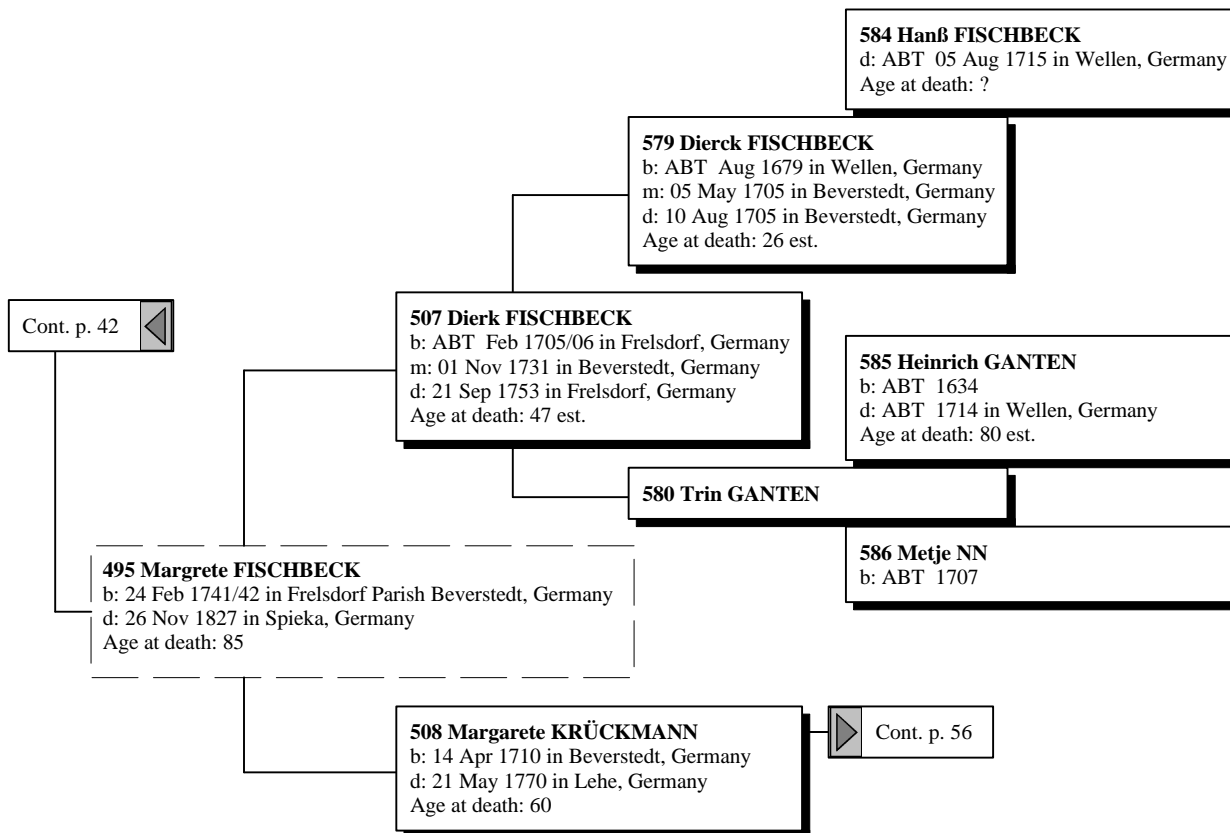 584 Hanß FISCHBECK
d: ABT  05 Aug 1715 in Wellen, Germany
Age at death: ?
579 Dierck FISCHBECK
b: ABT  Aug 1679 in Wellen, Germany
m: 05 May 1705 in Beverstedt, Germany
d: 10 Aug 1705 in Beverstedt, Germany
Age at death: 26 est.
Cont. p. 42
507 Dierk FISCHBECK
b: ABT  Feb 1705/06 in Frelsdorf, Germany
m: 01 Nov 1731 in Beverstedt, Germany
d: 21 Sep 1753 in Frelsdorf, Germany
Age at death: 47 est.
585 Heinrich GANTEN
b: ABT  1634
d: ABT  1714 in Wellen, Germany
Age at death: 80 est.
580 Trin GANTEN
586 Metje NN
b: ABT  1707
495 Margrete FISCHBECK
b: 24 Feb 1741/42 in Frelsdorf Parish Beverstedt, Germany
d: 26 Nov 1827 in Spieka, Germany
Age at death: 85
508 Margarete KRÜCKMANN
b: 14 Apr 1710 in Beverstedt, Germany
d: 21 May 1770 in Lehe, Germany
Age at death: 60
Cont. p. 56